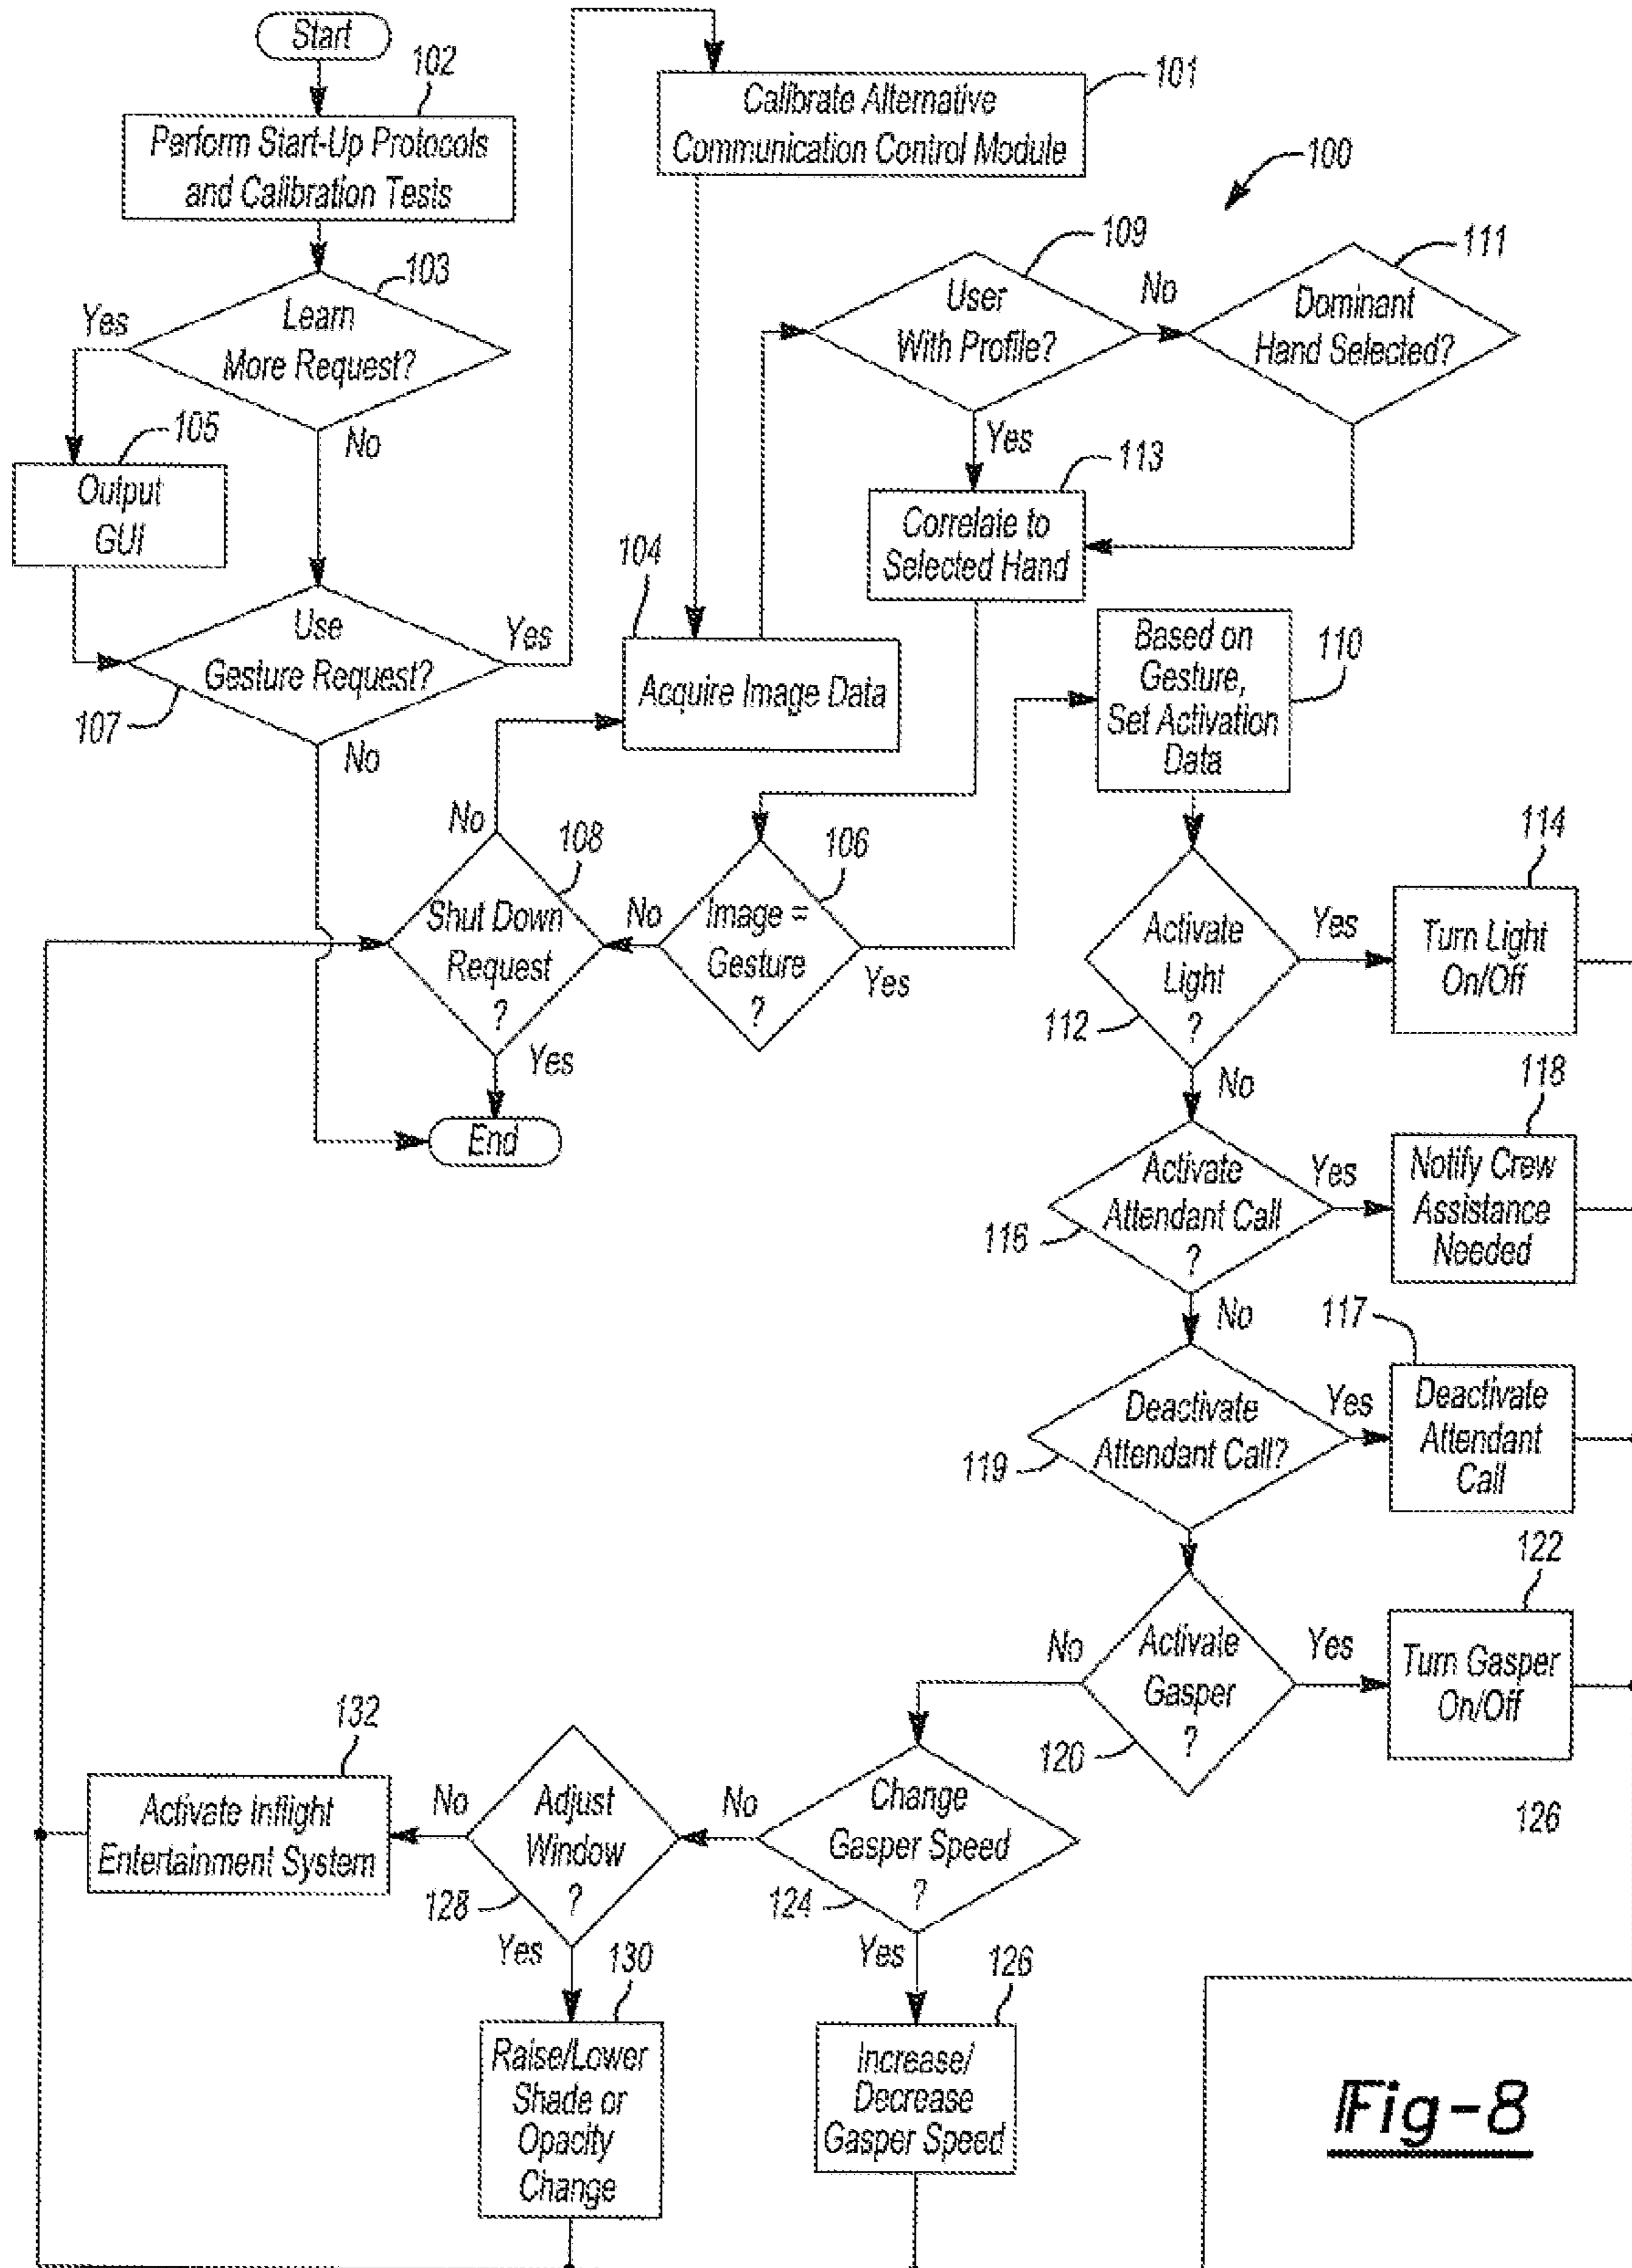 Start
102
Perform Start-Up Protocols
and Calibration Tests
103
Learn
More Request?
Yes
No
105
Output
GUI
Use
Gesture Request?
107
Yes
No
101
Calibrate Alternative
Communication Control Module
100
109
User
With Profile?
No
Yes
111
Dominant
Hand Selected?
113
Correlate to
Selected Hand
104
Acquire Image Data
110
Based on
Gesture,
Set Activation
Data
106
Image =
Gesture
?
No
Yes
108
Shut Down
Request
?
No
Yes
End
Activate
Light
?
112
Yes
No
114
Turn Light
On/Off
Activate
Attendant Call
?
116
Yes
No
118
Notify Crew
Assistance
Needed
Deactivate
Attendant Call?
119
Yes
117
Deactivate
Attendant
Call
Activate
Gasper
?
120
No
Yes
122
Turn Gasper
On/Off
126
Change
Gasper Speed
?
124
No
Yes
126
Increase/
Decrease
Gasper Speed
Adjust
Window
?
128
No
Yes
130
Raise/Lower
Shade or
Opacity
Change
132
Activate Inflight
Entertainment System
Fig-8